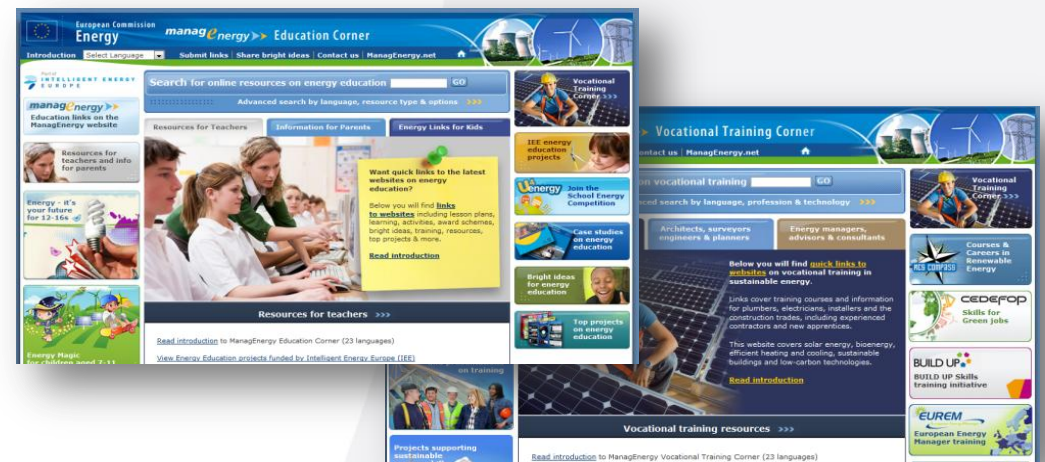 European Commission
Energy
managenergy >> Education Corner
Introduction Select Language Submit links | Share bright ideas | Contact us | ManagEnergy.net
Portal
INTELLIGENT ENERGY
EUROPE
managenergy >>
Education links on the
ManagEnergy website
Resources for
teachers and info
for parents
Energy - it's
your future
for 12-16s
Energy Magic
for children aged 7-11
Search for online resources on energy education GO
Advanced search by language, resource type & options >>>
Resources for Teachers Information for Parents Energy Links for Kids
Want quick links to the latest
websites on energy
education?
Below you will find links
to websites including lesson plans,
learning, activities, award schemes,
bright ideas, training, resources,
top projects & more.
Read introduction
Resources for teachers >>>
Read introduction to ManagEnergy Education Corner (23 languages)
View Energy Education projects funded by Intelligent Energy Europe (IEE)
Vocational
Training
Corner >>>
IEE energy
education
projects
Uenergy Join the
School Energy
Competition
Case studies
on energy
education
Bright ideas
for energy
education
Top projects
on energy
education
> Vocational Training Corner
ontact us | ManagEnergy.net
on vocational training GO
ced search by language, profession & technology >>>
Architects, surveyors
engineers & planners
Energy managers,
advisors & consultants
Below you will find quick links to
websites on vocational training in
sustainable energy.
Links cover training courses and information
for plumbers, electricians, installers and the
construction trades, including experienced
contractors and new apprentices.
This website covers solar energy, bioenergy,
efficient heating and cooling, sustainable
buildings and low-carbon technologies.
Read introduction
Vocational training resources >>>
Read introduction to ManagEnergy Vocational Training Corner (23 languages)
on training
Projects supporting
sustainable
Vocational
Training
Corner >>>
RES COMPASS
Courses &
Careers in
Renewable
Energy
CEDEFOP
Skills for
Green jobs
BUILD UP
BUILD UP Skills
training initiative
EUREM
European Energy
Manager training